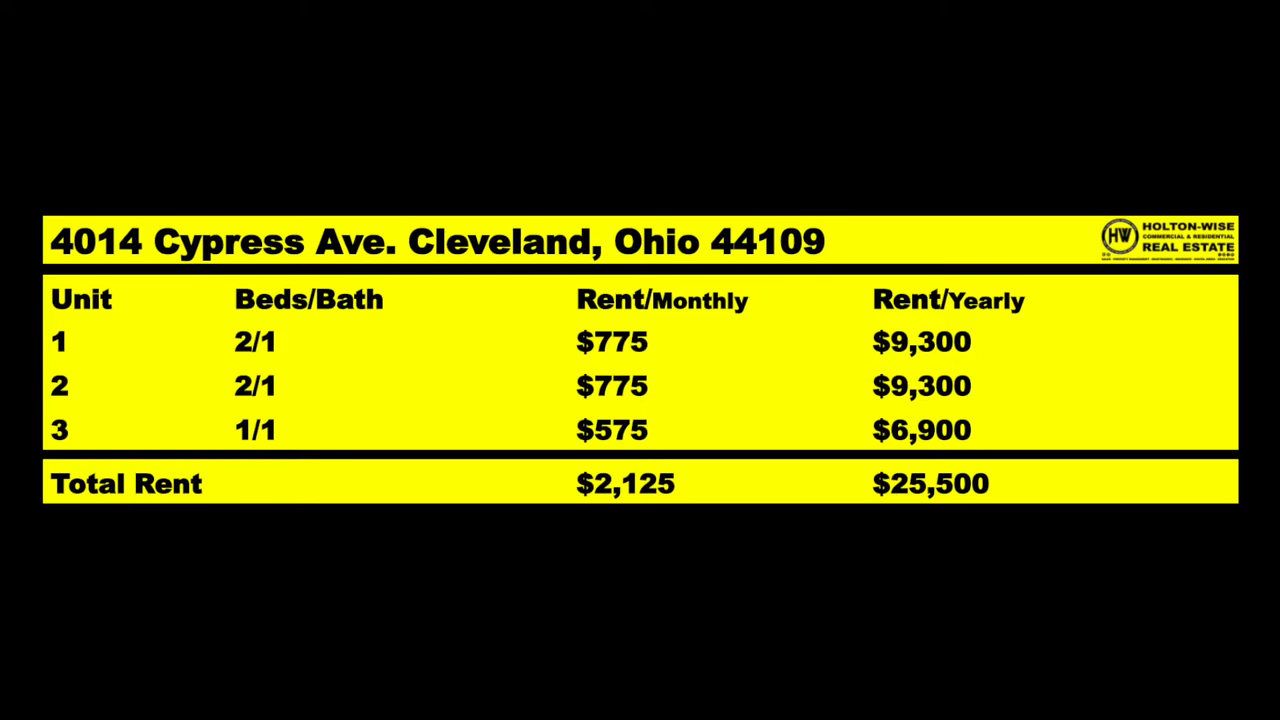 4014 Cypress Ave. Cleveland, Ohio 44109
HW
HOLTON-WISE
COMMERCIAL & RESIDENTIAL
REAL ESTATE
Unit Beds/Bath Rent/Monthly Rent/Yearly
1 2/1 $775 $9,300
2 2/1 $775 $9,300
3 1/1 $575 $6,900
Total Rent $2,125 $25,500